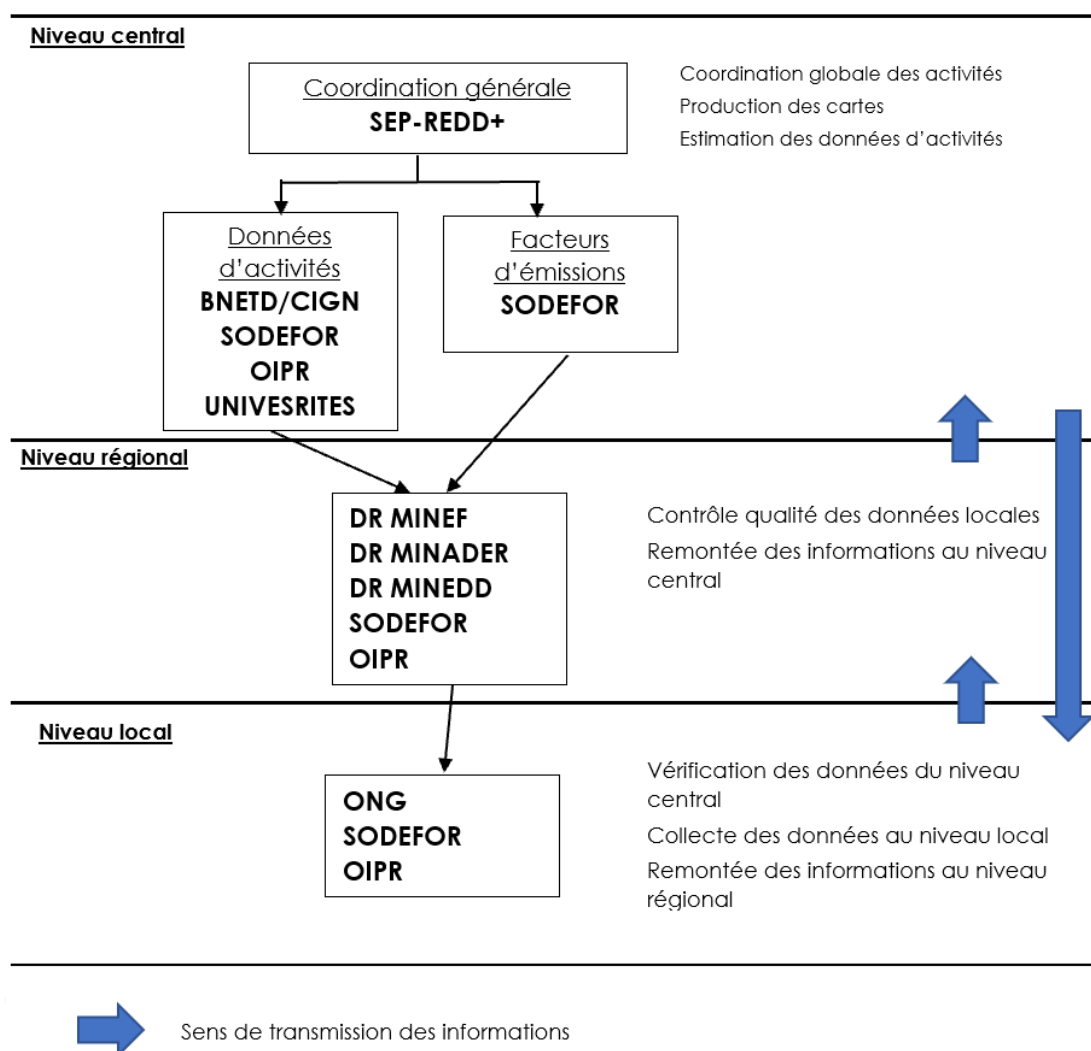 Niveau central
Coordination générale
SEP-REDD+
Coordination globale des activités
Production des cartes
Estimation des données d'activités
Données
d'activités
BNETD/CIGN
SODEFOR
OIPR
UNIVESRITES
Facteurs
d'émissions
SODEFOR
Niveau régional
DR MINEF
DR MINADER
DR MINEDD
SODEFOR
OIPR
Contrôle qualité des données locales
Remontée des informations au niveau
central
Niveau local
ONG
SODEFOR
OIPR
Vérification des données du niveau
central
Collecte des données au niveau local
Remontée des informations au niveau
régional
Sens de transmission des informations